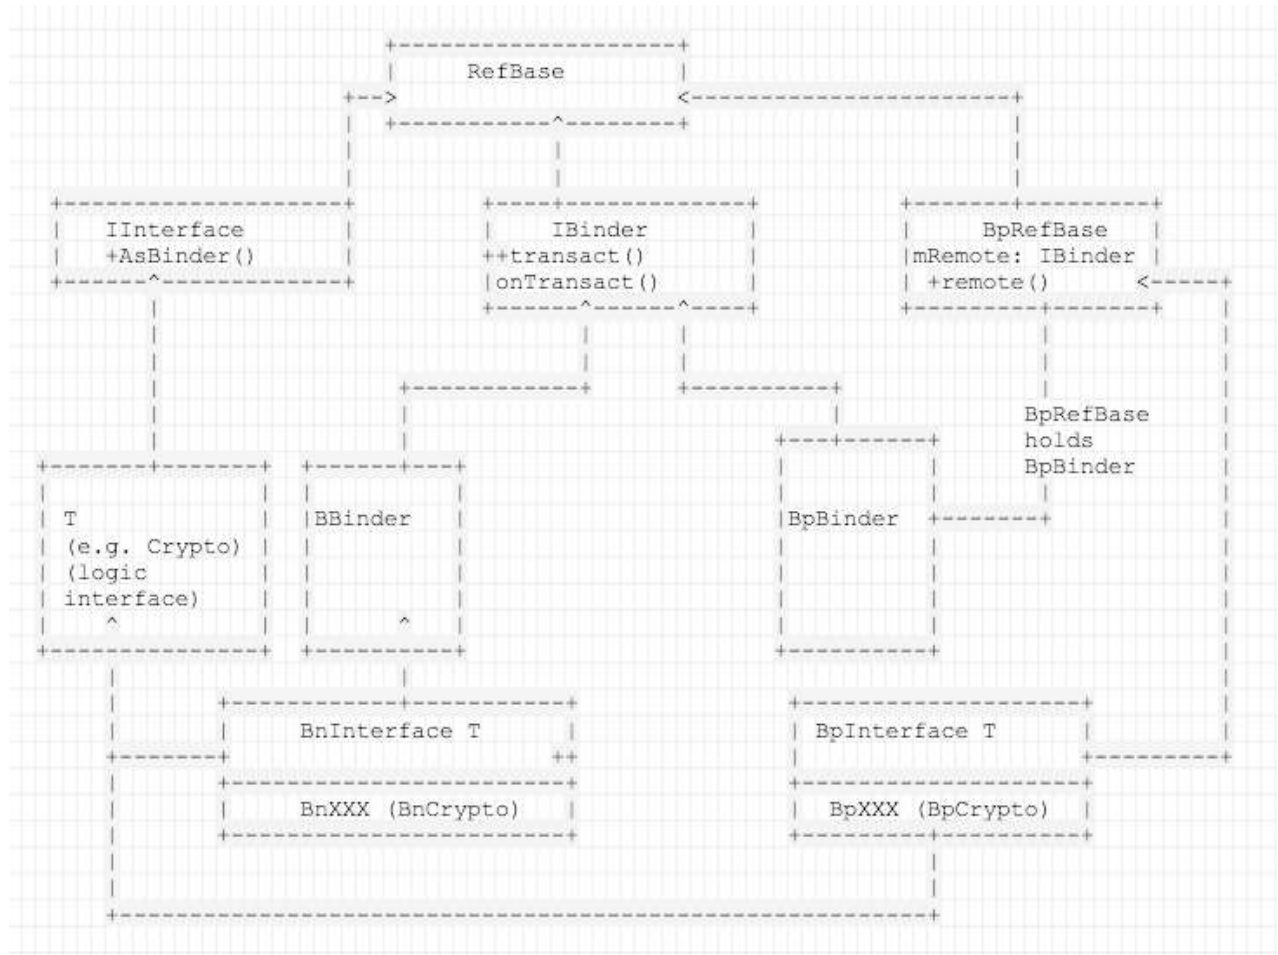 RefBase
IInterface
+AsBinder()
IBinder
++transact()
onTransact()
BpRefBase
mRemote: IBinder
+remote()
BpRefBase
holds
BpBinder
T
(e.g. Crypto)
(logic
interface)
BBinder
BpBinder
BnInterface T
++
BnXXX (BnCrypto)
BpInterface T
BpXXX (BpCrypto)